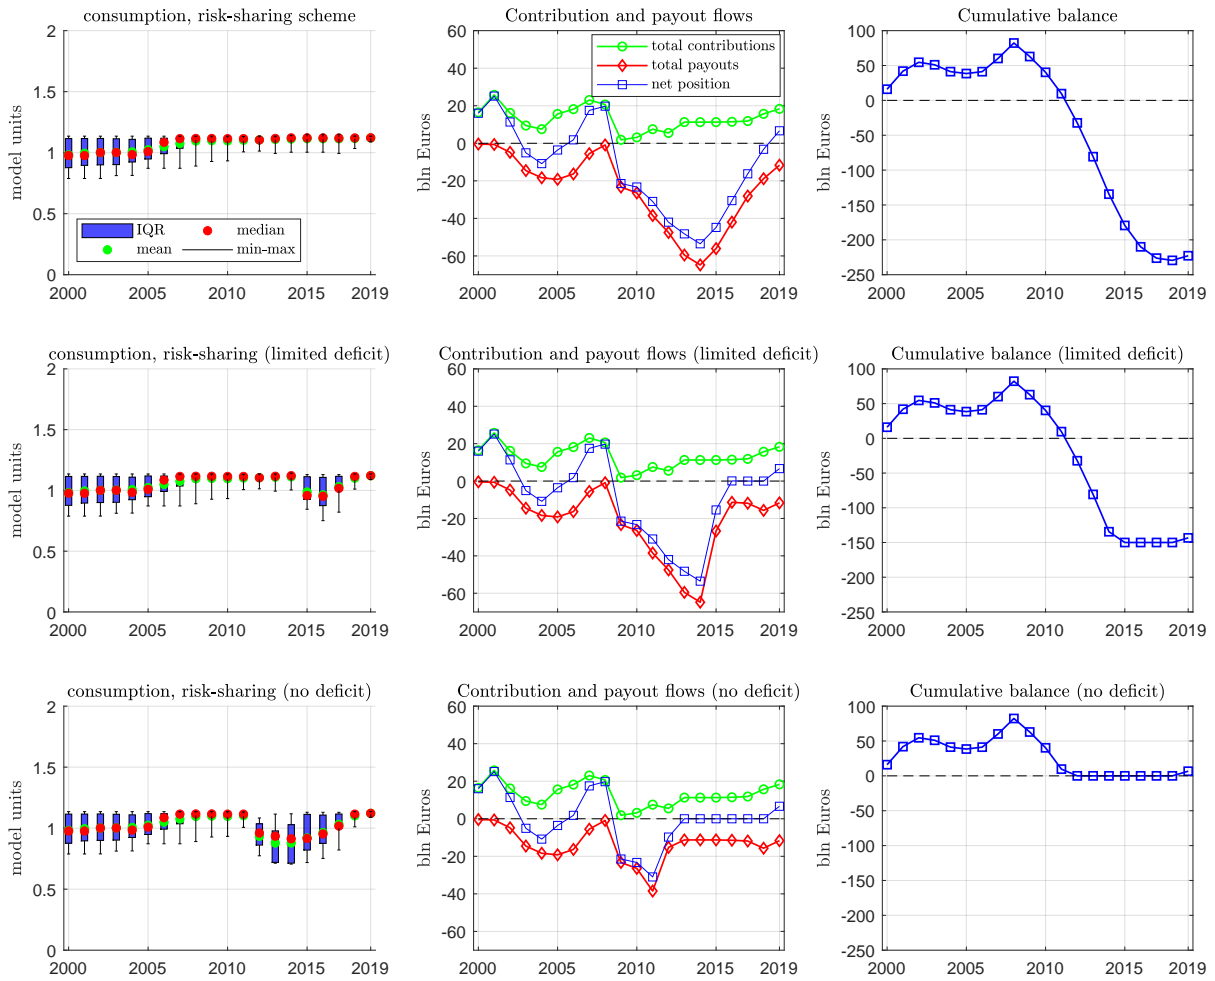 consumption, risk-sharing scheme
model units
2
1.5
1
0.5
0
IQR
median
mean
min-max
2000 2005 2010 2015 2019
Contribution and payout flows
bln Euros
60
40
20
0
-20
-40
-60
total contributions
total payouts
net position
2000 2005 2010 2015 2019
Cumulative balance
bln Euros
100
50
0
-50
-100
-150
-200
-250
2000 2005 2010 2015 2019
consumption, risk-sharing (limited deficit)
model units
2
1.5
1
0.5
0
2000 2005 2010 2015 2019
Contribution and payout flows (limited deficit)
bln Euros
60
40
20
0
-20
-40
-60
2000 2005 2010 2015 2019
Cumulative balance (limited deficit)
bln Euros
100
50
0
-50
-100
-150
-200
-250
2000 2005 2010 2015 2019
consumption, risk-sharing (no deficit)
model units
2
1.5
1
0.5
0
2000 2005 2010 2015 2019
Contribution and payout flows (no deficit)
bln Euros
60
40
20
0
-20
-40
-60
2000 2005 2010 2015 2019
Cumulative balance (no deficit)
bln Euros
100
50
0
-50
-100
-150
-200
-250
2000 2005 2010 2015 2019